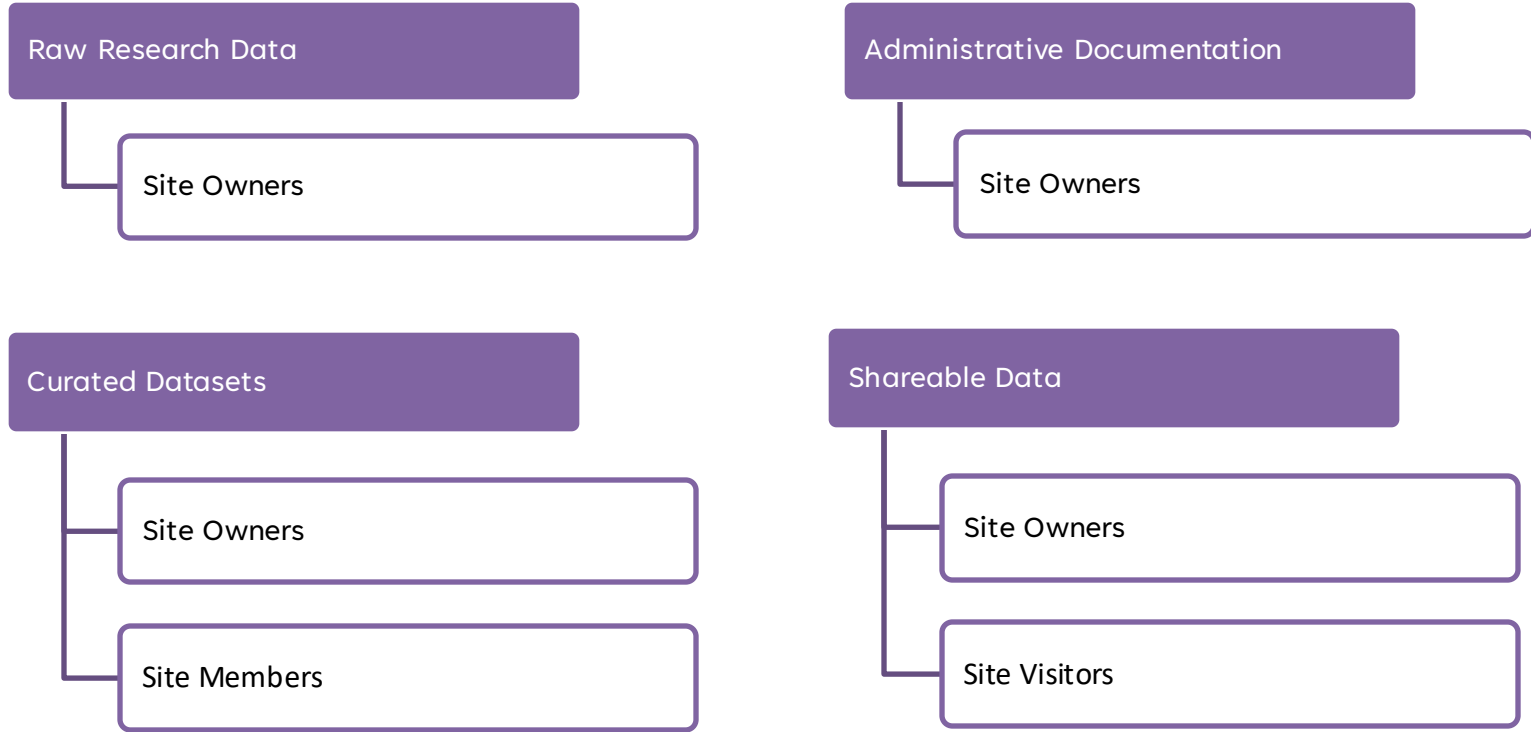 Raw Research Data
Site Owners
Administrative Documentation
Site Owners
Curated Datasets
Site Owners
Site Members
Shareable Data
Site Owners
Site Visitors